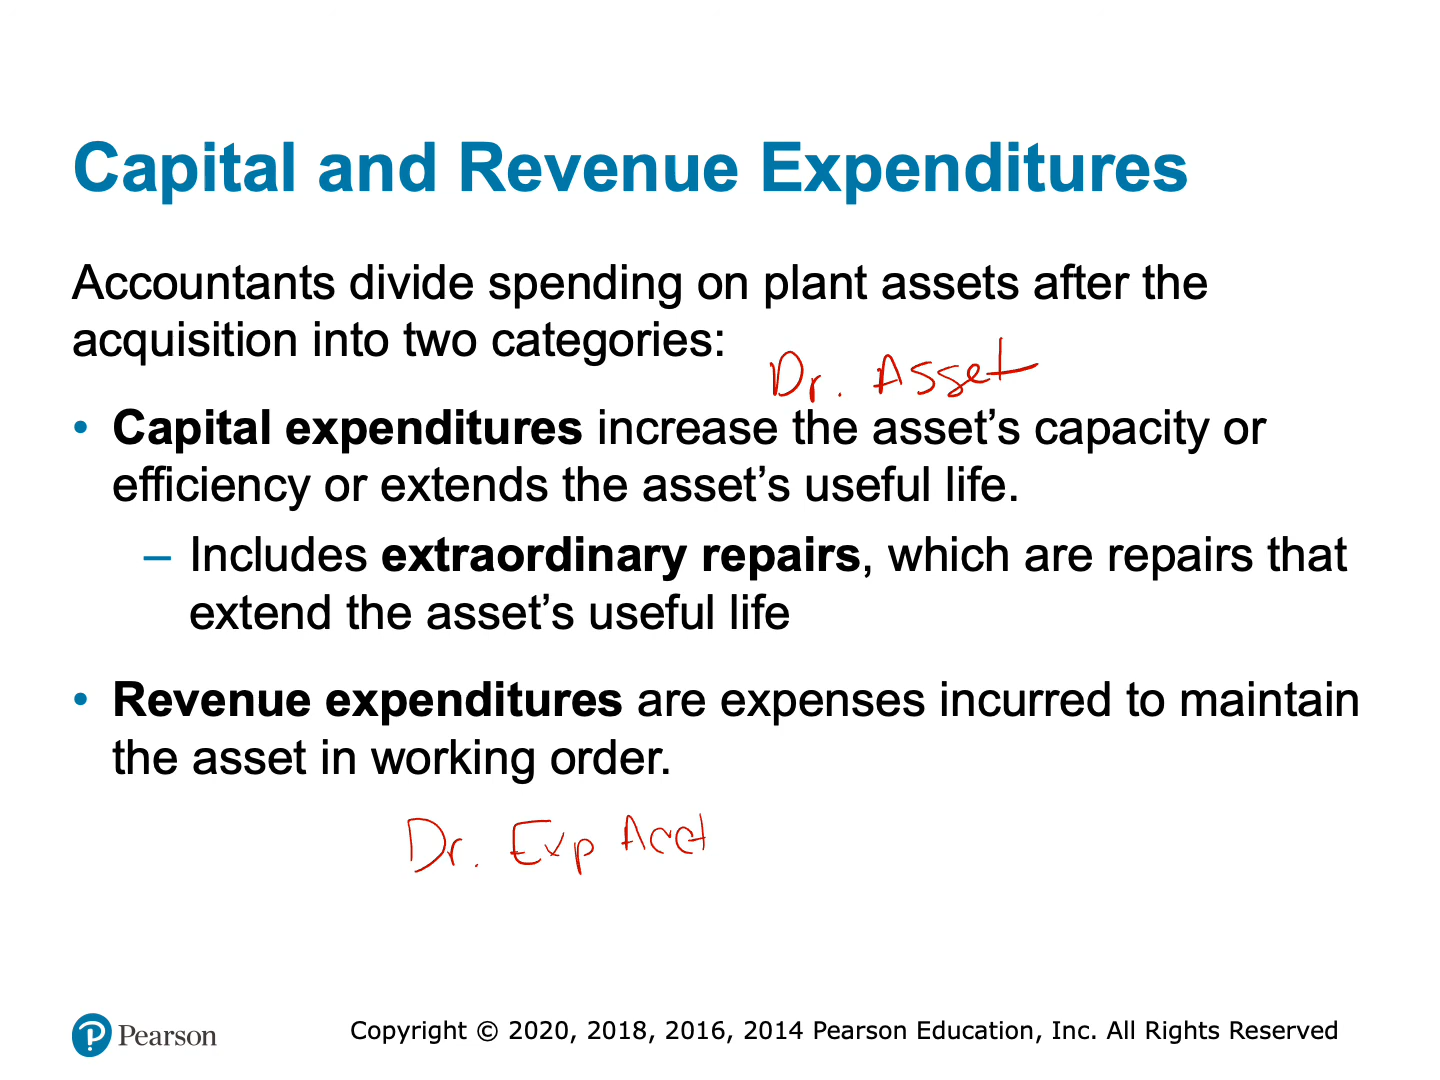 Capital and Revenue Expenditures
Accountants divide spending on plant assets after the
acquisition into two categories:
Dr. Asset
• Capital expenditures increase the asset’s capacity or
efficiency or extends the asset’s useful life.
– Includes extraordinary repairs, which are repairs that
extend the asset’s useful life
• Revenue expenditures are expenses incurred to maintain
the asset in working order.
Dr. Exp Acct
Pearson
Copyright © 2020, 2018, 2016, 2014 Pearson Education, Inc. All Rights Reserved